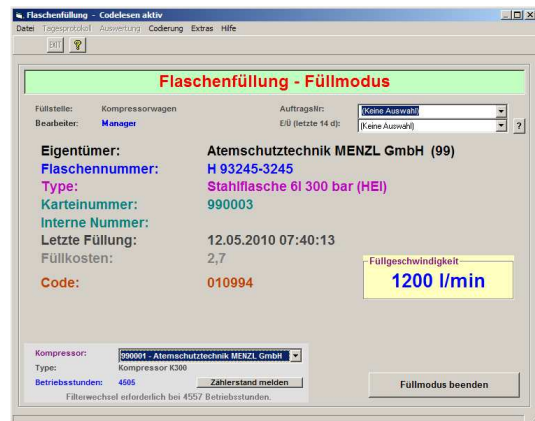 Flaschenfüllung - Codelesen aktiv
Datei Tagesprotokol Auswertung Codierung Extras Hilfe
EXIT ?
Flaschenfüllung - Füllmodus
Füllstelle: Kompressorwagen AuftragsNr: (Keine Auswahl)
Bearbeiter: Manager E/Ü (letzte 14 d): (Keine Auswahl) ?
Eigentümer: Atemschutztechnik MENZL GmbH (99)
Flaschennummer: H 93245-3245
Type: Stahlflasche 6l 300 bar (HEI)
Karteinummer: 990003
Interne Nummer:
Letzte Füllung: 12.05.2010 07:40:13
Füllkosten: 2,7
Füllgeschwindigkeit
1200 l/min
Code: 010994
Kompressor: 990001 - Atemschutztechnik MENZL GmbH
Type: Kompressor K300
Betriebsstunden: 4505 Zählerstand melden
Filterwechsel erforderlich bei 4557 Betriebsstunden.
Füllmodus beenden